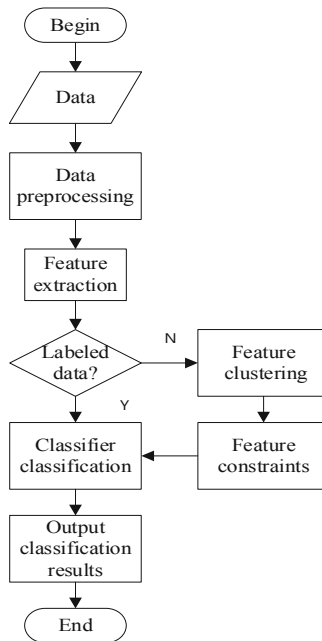 Begin
Data
Data
preprocessing
Feature
extraction
Labeled
data?
N
Y
Feature
clustering
Feature
constraints
Classifier
classification
Output
classification
results
End